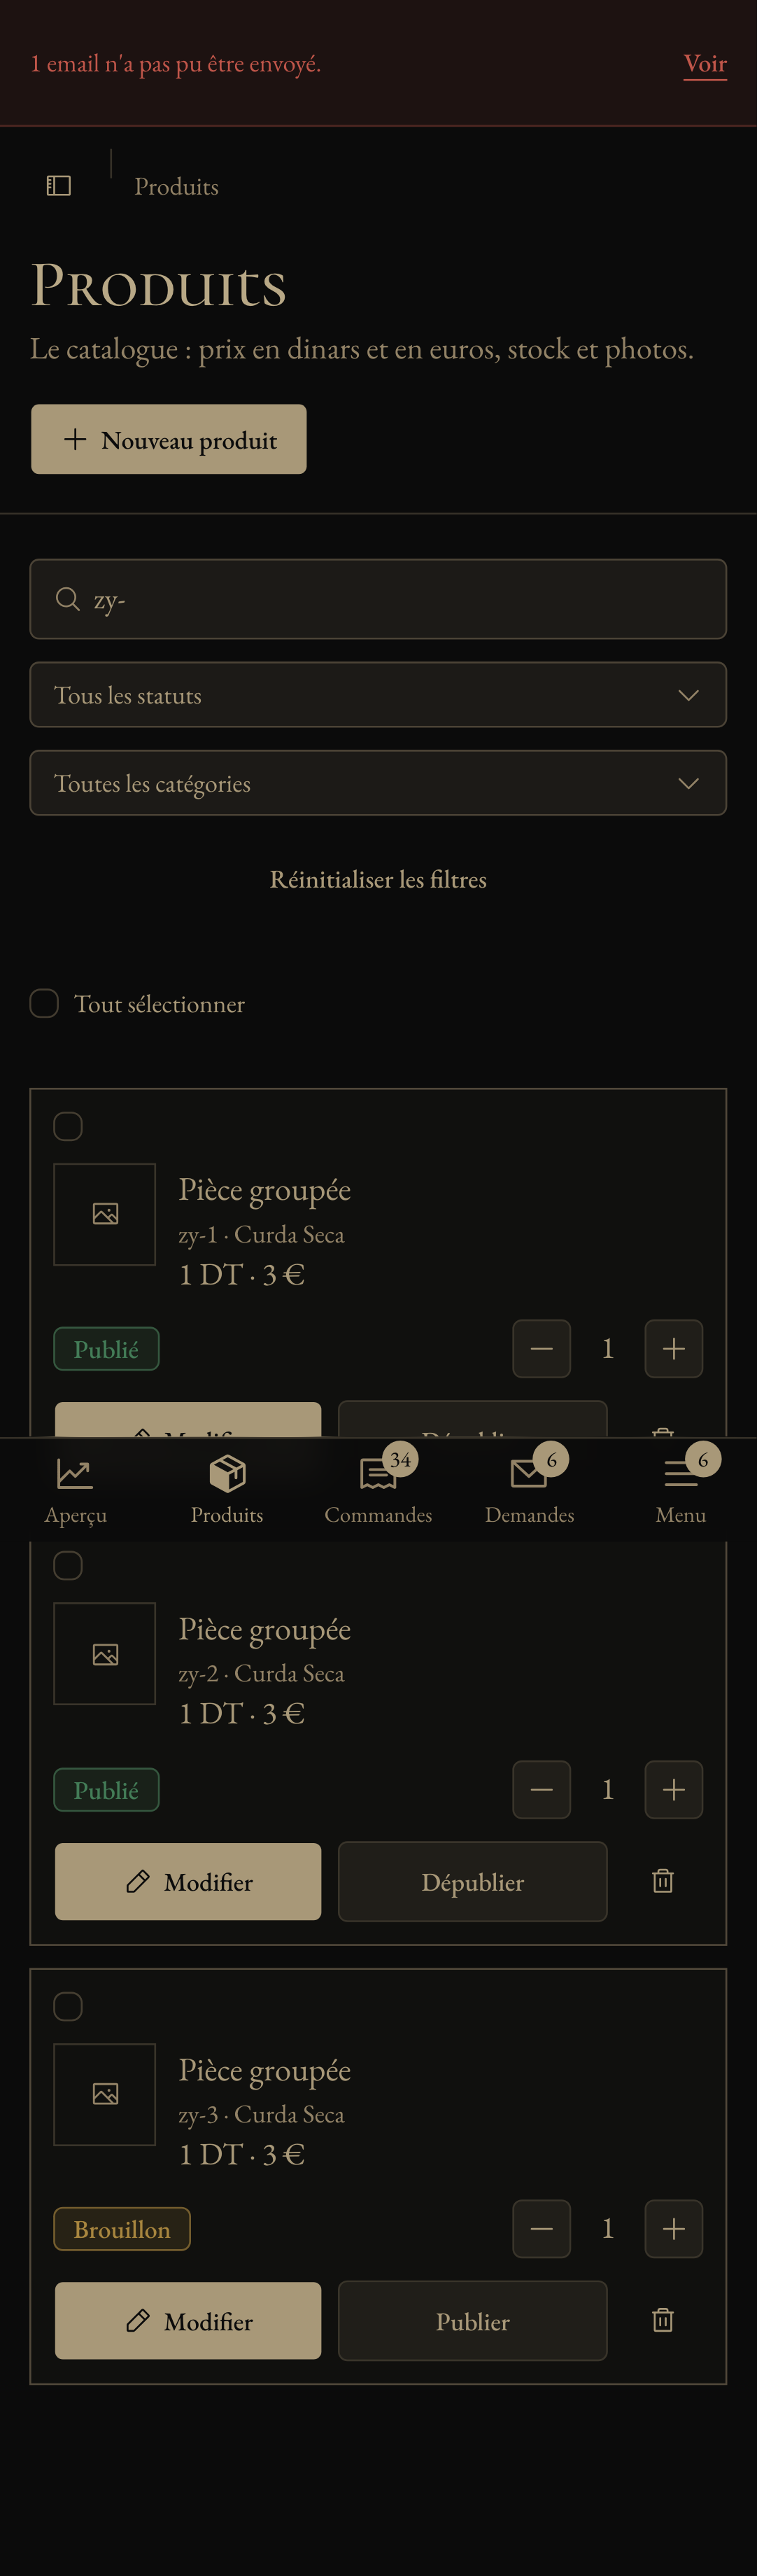 1 email n'a pas pu être envoyé. Voir
Produits
Produits
Le catalogue : prix en dinars et en euros, stock et photos.
Nouveau produit
zy-
Tous les statuts
Toutes les catégories
Réinitialiser les filtres
Tout sélectionner
Pièce groupée
zy-1 · Curda Seca
1 DT · 3 €
Publié 1
Aperçu Produits Commandes 34 Demandes 6 Menu 6
Pièce groupée
zy-2 · Curda Seca
1 DT · 3 €
Publié 1
Modifier Dépublier
Pièce groupée
zy-3 · Curda Seca
1 DT · 3 €
Brouillon 1
Modifier Publier